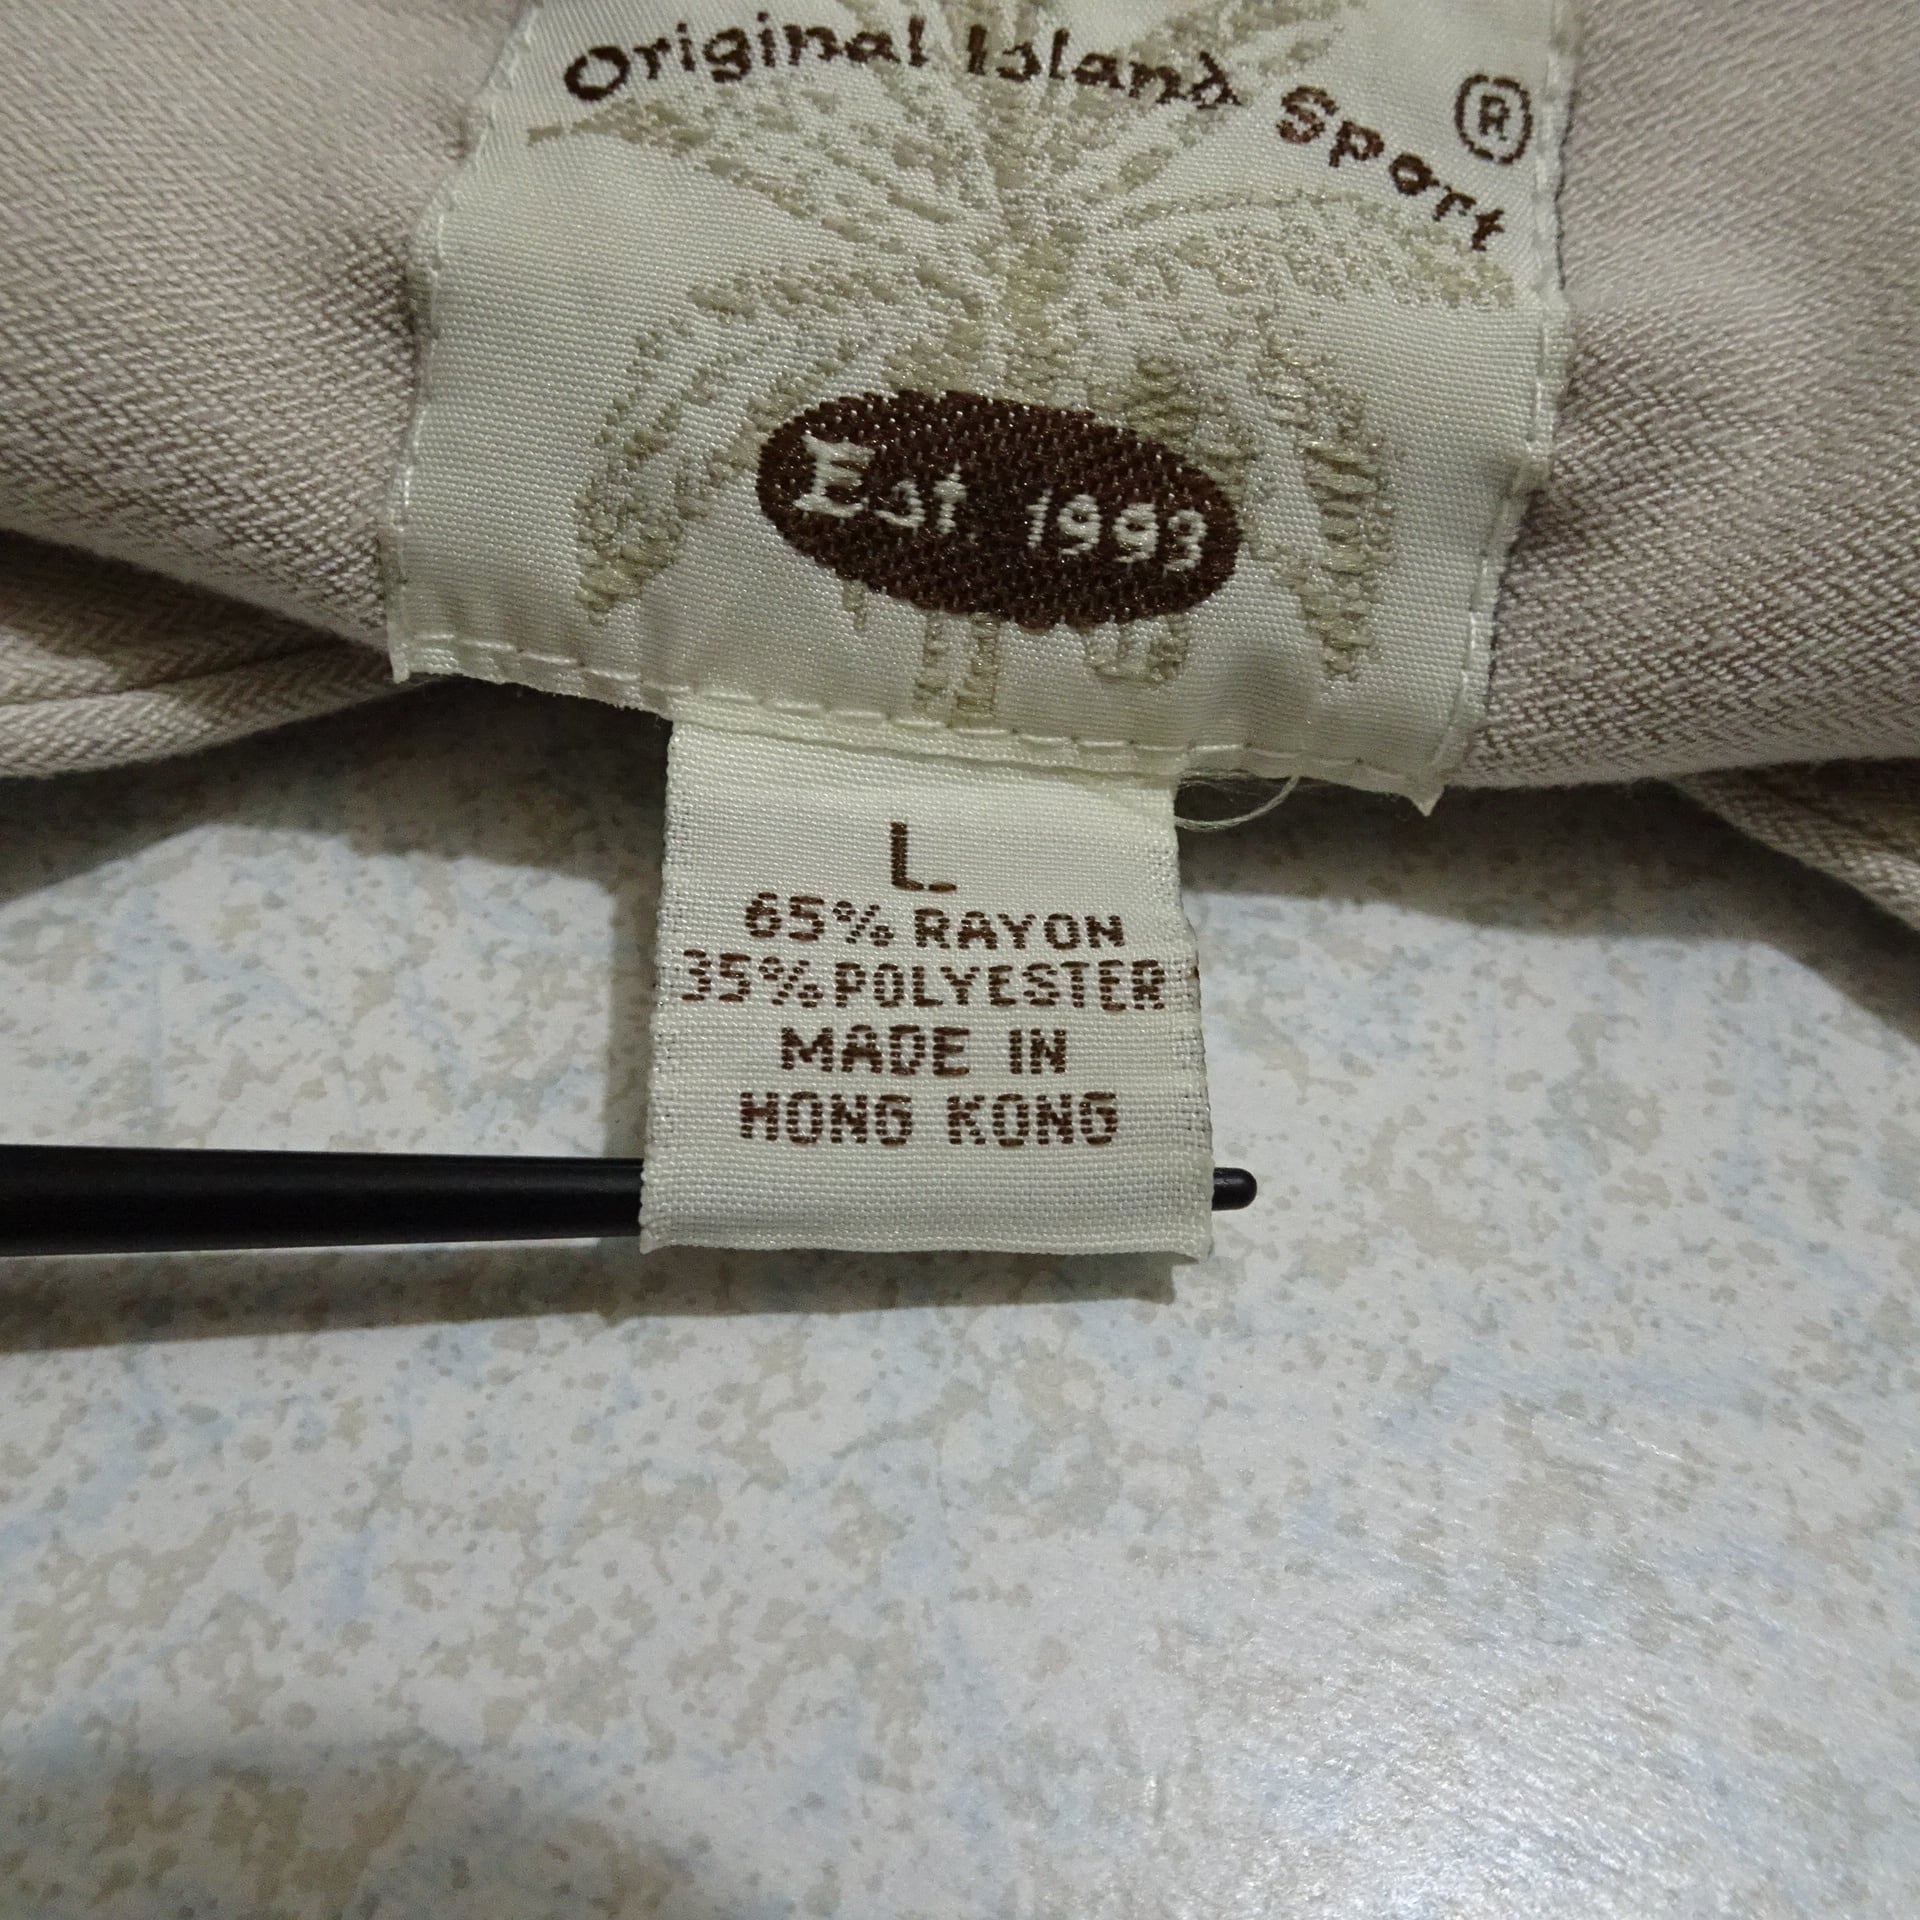 Original Island Sport ®
Est. 1993
L
65% RAYON
35% POLYESTER
MADE IN
HONG KONG